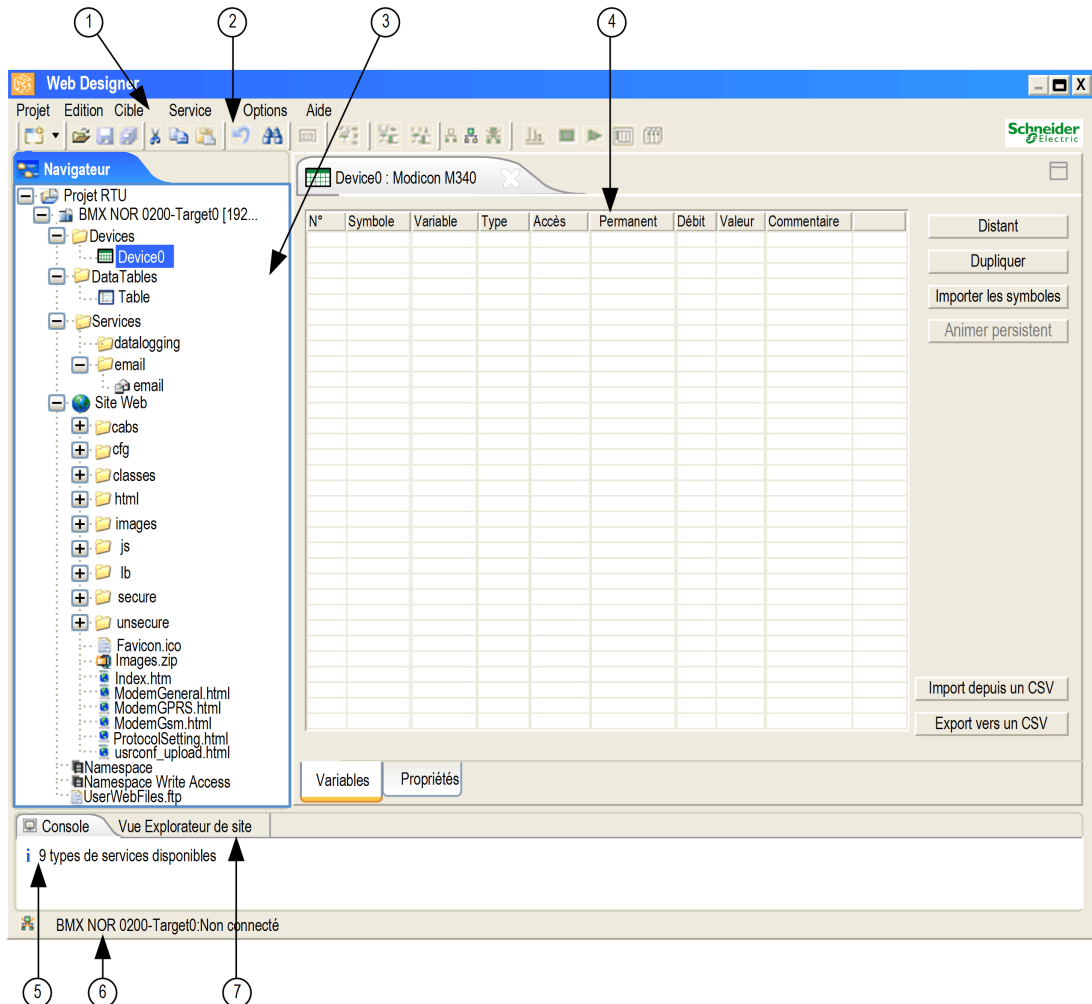 1 2 3 4
Web Designer
Projet Edition Cible Service Options Aide
Schneider
Electric
Navigateur
Projet RTU
BMX NOR 0200-Target0 [192...
Devices
Device0
DataTables
Table
Services
datalogging
email
email
Site Web
cabs
cfg
classes
html
images
js
lb
secure
unsecure
Favicon.ico
Images.zip
Index.htm
ModemGeneral.html
ModemGPRS.html
ModemGsm.html
ProtocolSetting.html
usrconf_upload.html
Namespace
Namespace Write Access
UserWebFiles.ftp
Device0 : Modicon M340
N° Symbole Variable Type Accès Permanent Débit Valeur Commentaire
Distant
Dupliquer
Importer les symboles
Animer persistent
Import depuis un CSV
Export vers un CSV
Variables Propriétés
Console Vue Explorateur de site
i 9 types de services disponibles
BMX NOR 0200-Target0:Non connecté
5 6 7